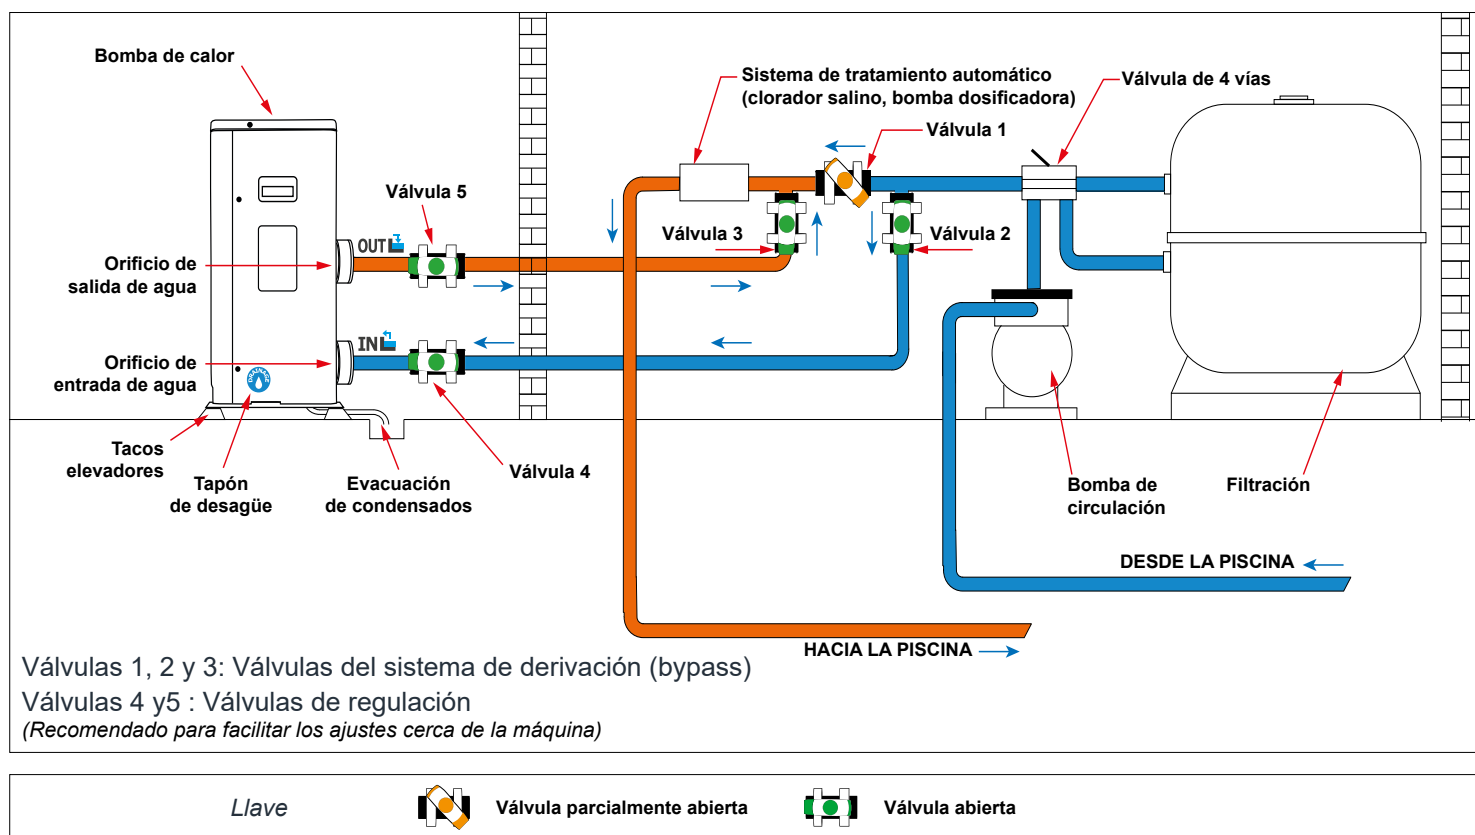 Bomba de calor
Sistema de tratamiento automático
(clorador salino, bomba dosificadora)
Válvula de 4 vías
Válvula 1
Válvula 5
OUT
Válvula 3
Válvula 2
Orificio de
salida de agua
IN
Orificio de
entrada de agua
DRAINAGE
Tacos
elevadores
Tapón
de desagüe
Evacuación
de condensados
Válvula 4
Bomba de
circulación
Filtración
DESDE LA PISCINA
HACIA LA PISCINA
Válvulas 1, 2 y 3: Válvulas del sistema de derivación (bypass)
Válvulas 4 y5 : Válvulas de regulación
(Recomendado para facilitar los ajustes cerca de la máquina)
Llave
Válvula parcialmente abierta
Válvula abierta